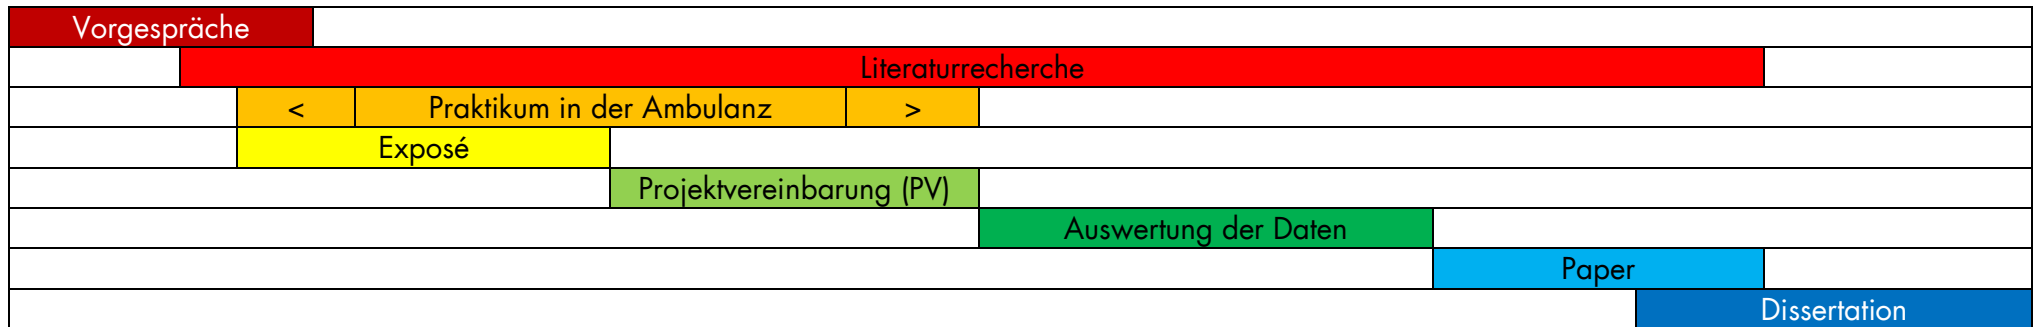 Vorgespräche
Literaturrecherche
< Praktikum in der Ambulanz >
Exposé
Projektvereinbarung (PV)
Auswertung der Daten
Paper
Dissertation